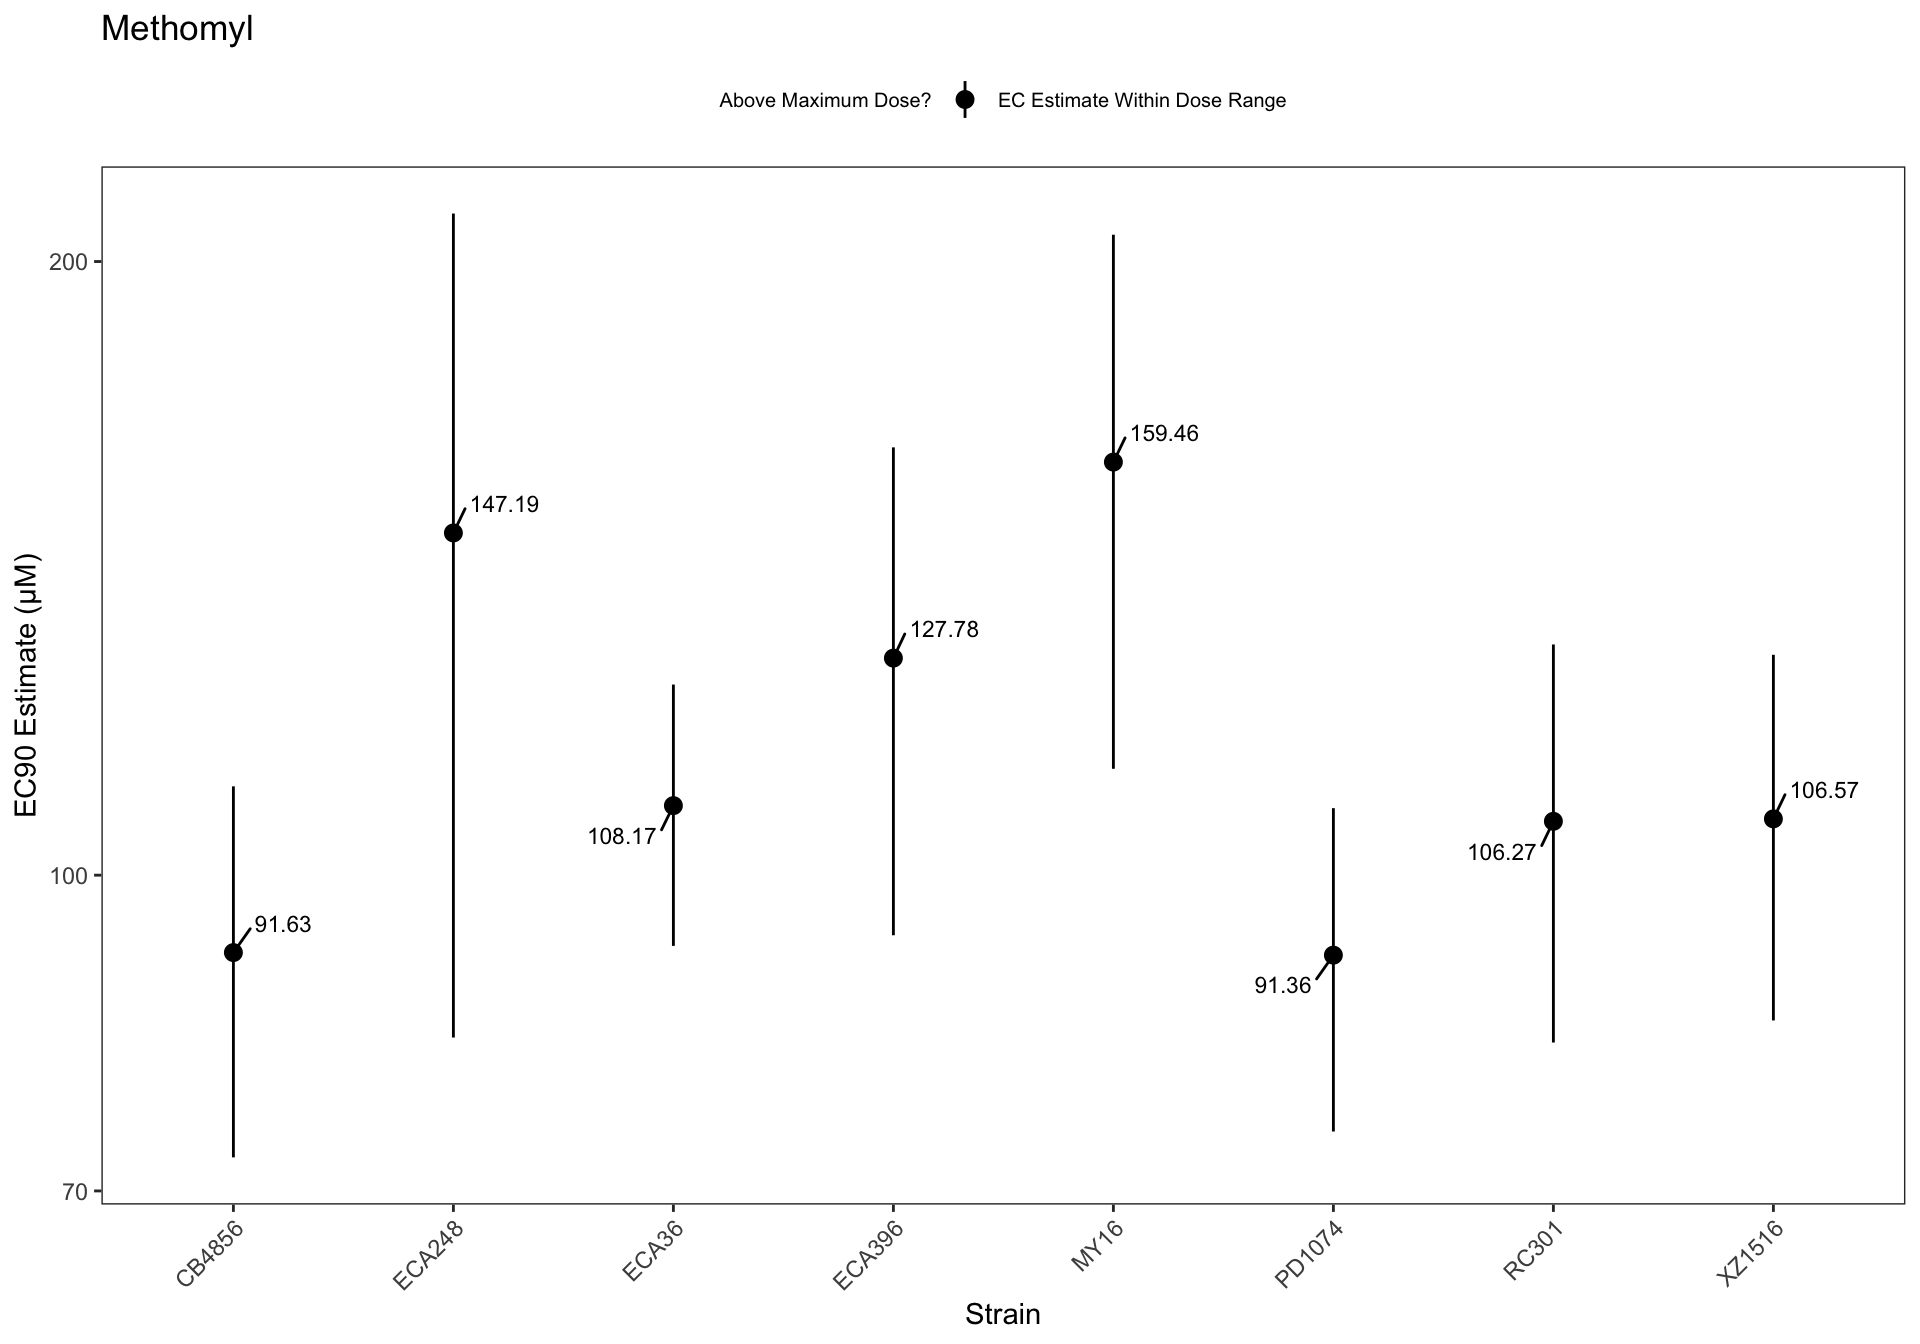 Methomyl
Above Maximum Dose? EC Estimate Within Dose Range
EC90 Estimate (µM)
200
100
70
91.63
147.19
108.17
127.78
159.46
91.36
106.27
106.57
CB4856
ECA248
ECA36
ECA396
MY16
PD1074
RC301
XZ1516
Strain